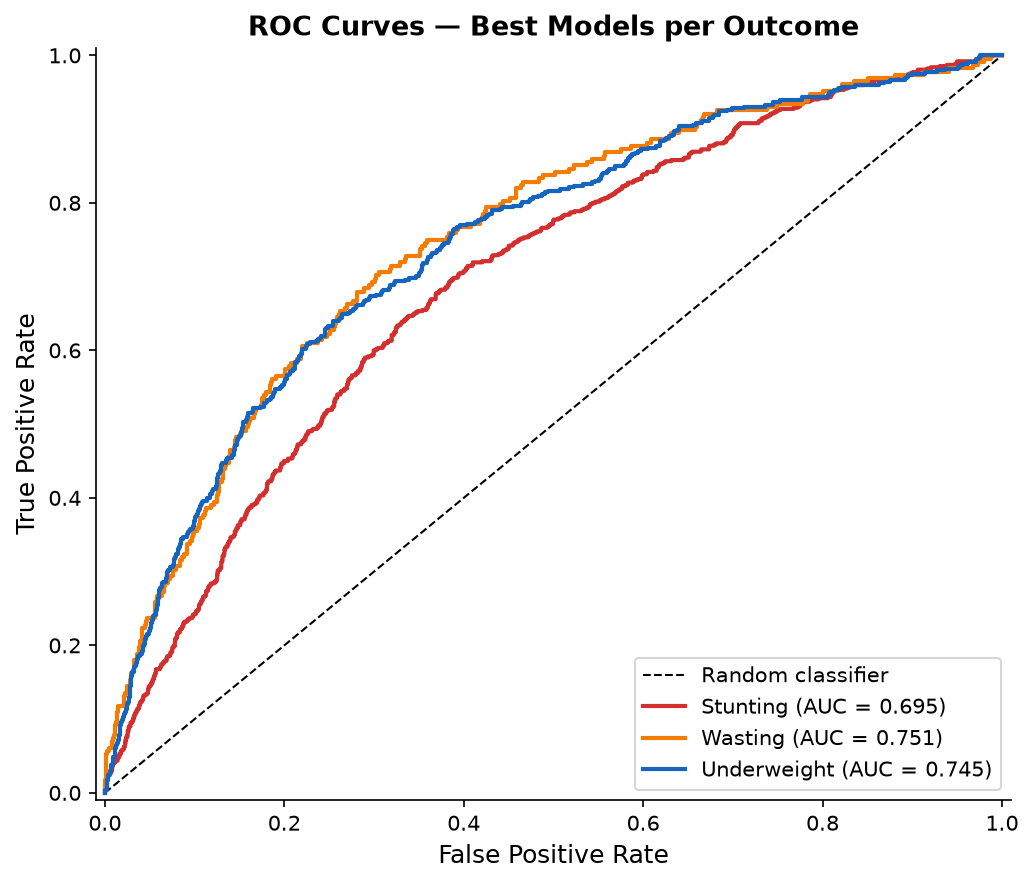 ROC Curves — Best Models per Outcome
True Positive Rate
1.0
0.8
0.6
0.4
0.2
0.0
Random classifier
Stunting (AUC = 0.695)
Wasting (AUC = 0.751)
Underweight (AUC = 0.745)
0.0 0.2 0.4 0.6 0.8 1.0
False Positive Rate